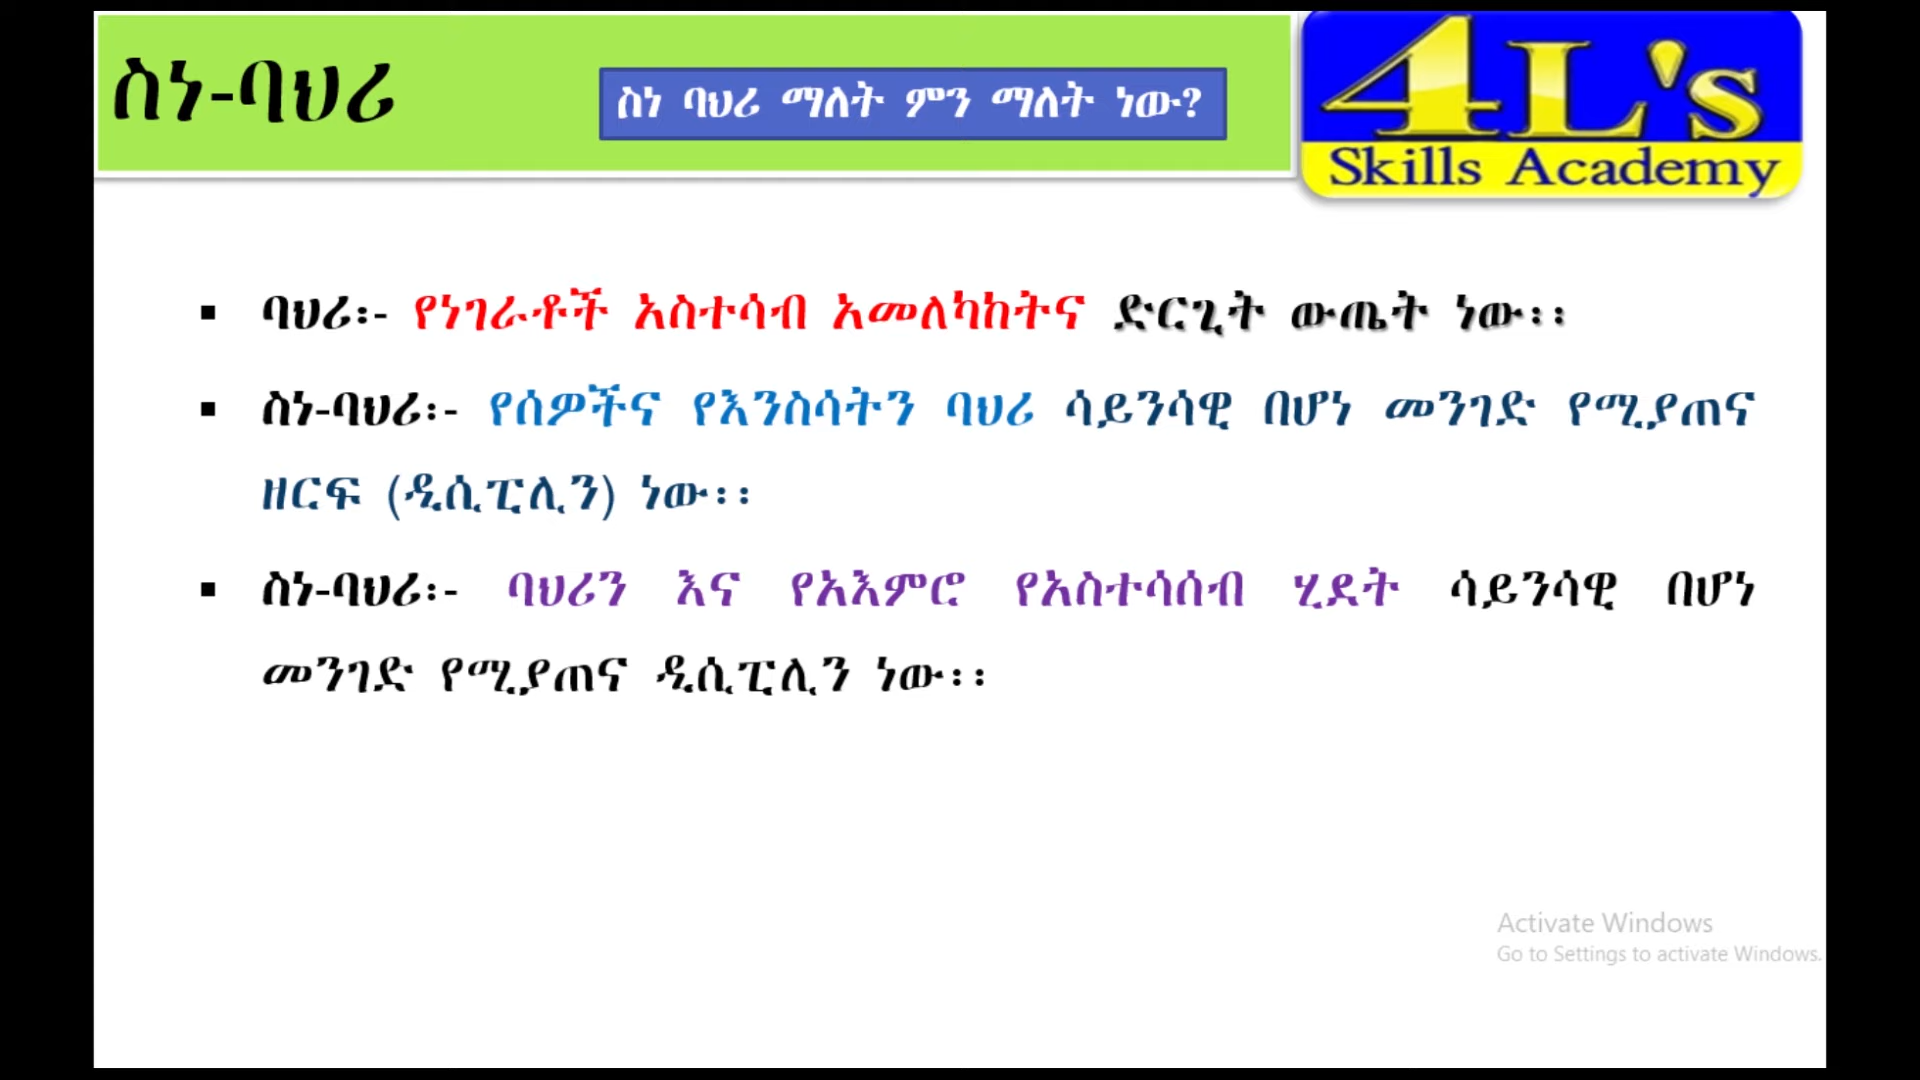 ስነ-ባህሪ
ስነ ባህሪ ማለት ምን ማለት ነው?
4L's
Skills Academy
▪ ባህሪ፡- የነገራቶች አስተሳብ አመለካከትና ድርጊት ውጤት ነው፡፡
▪ ስነ-ባህሪ፡- የሰዎችና የእንስሳትን ባህሪ ሳይንሳዊ በሆነ መንገድ የሚያጠና
ዘርፍ (ዲሲፒሊን) ነው፡፡
▪ ስነ-ባህሪ፡- ባህሪን እና የአእምሮ የአስተሳሰብ ሂደት ሳይንሳዊ በሆነ
መንገድ የሚያጠና ዲሲፒሊን ነው፡፡
Activate Windows
Go to Settings to activate Windows.